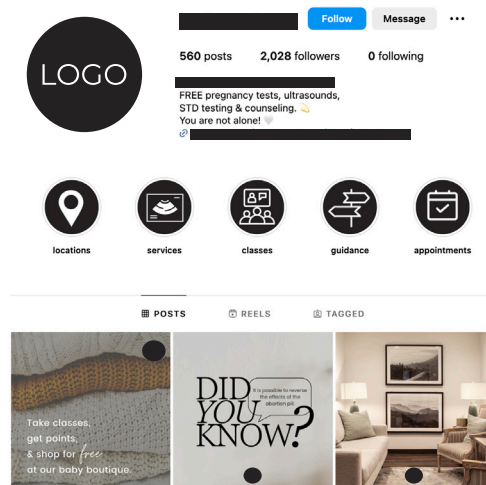 Follow
Message
LOGO
560 posts
2,028 followers
0 following
FREE pregnancy tests, ultrasounds,
STD testing & counseling. 💫
You are not alone! 🤍
locations
services
classes
guidance
appointments
POSTS
REELS
TAGGED
Take classes,
get points,
& shop for free
at our baby boutique.
DID
YOU
KNOW?
It is possible to reverse
the effects of the
abortion pill.